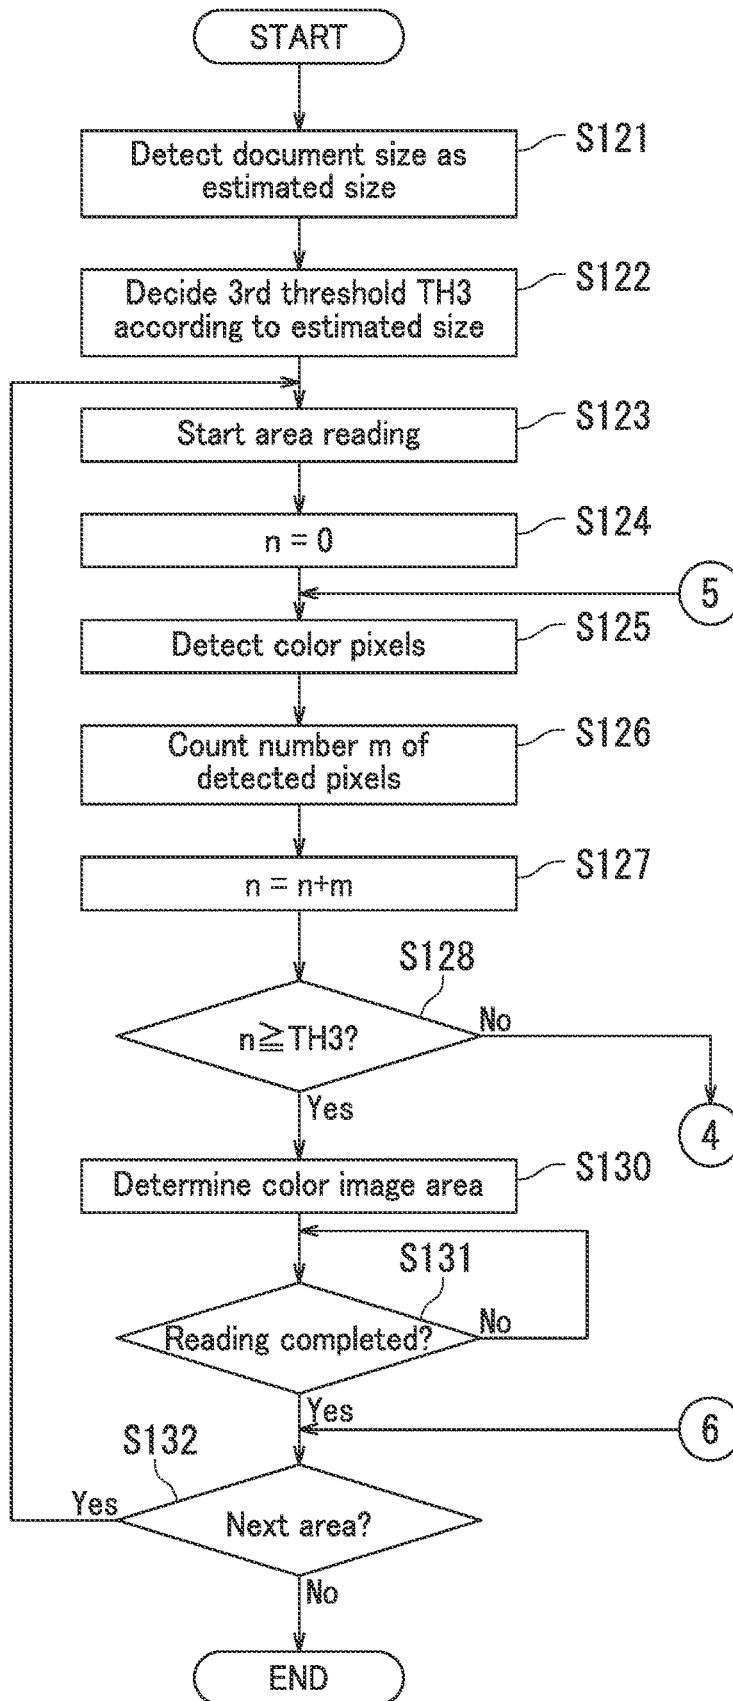 START
Detect document size as
estimated size
S121
Decide 3rd threshold TH3
according to estimated size
S122
Start area reading
S123
n = 0
S124
5
Detect color pixels
S125
Count number m of
detected pixels
S126
n = n+m
S127
S128
n≧TH3?
No
Yes
4
Determine color image area
S130
S131
Reading completed?
No
Yes
6
S132
Yes
Next area?
No
END